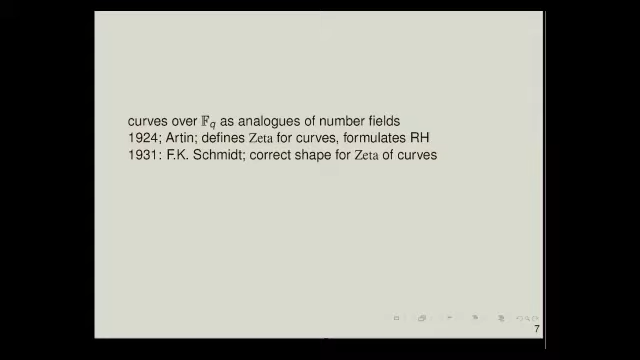 curves over 𝔽_q as analogues of number fields
1924; Artin; defines Zeta for curves, formulates RH
1931: F.K. Schmidt; correct shape for Zeta of curves
7